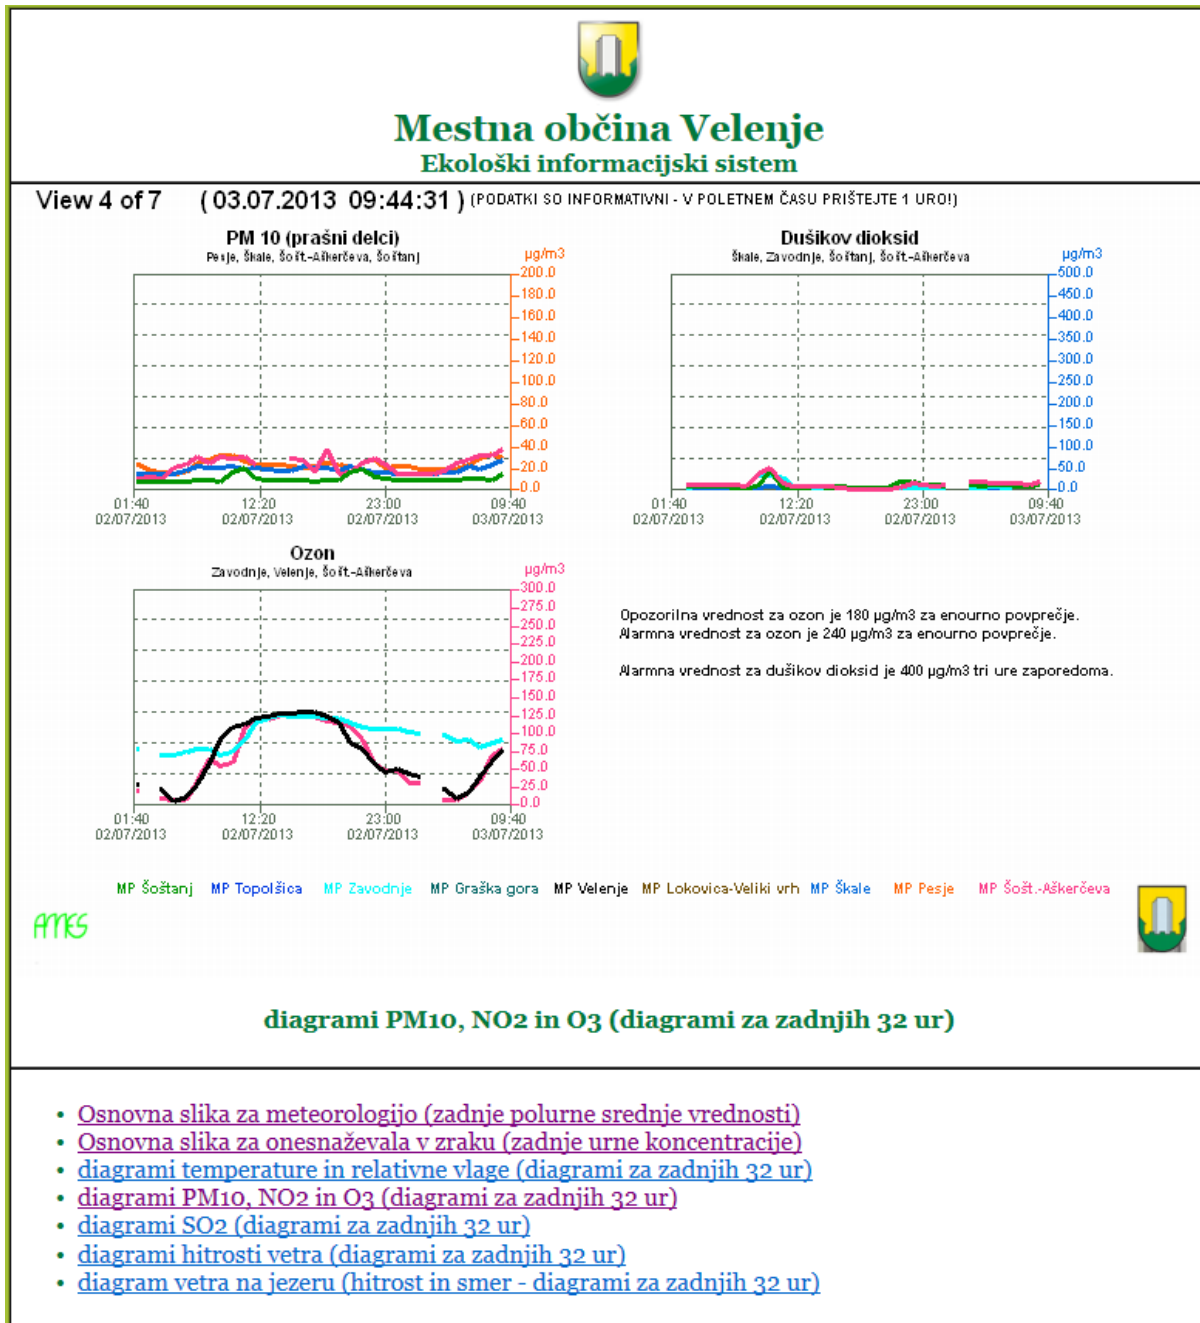 Mestna občina Velenje
Ekološki informacijski sistem
View 4 of 7 ( 03.07.2013 09:44:31 ) (PODATKI SO INFORMATIVNI - V POLETNEM ČASU PRIŠTEJTE 1 URO!)
PM 10 (prašni delci)
Pesje, Škale, Šošt.-Aškerčeva, Šoštanj
µg/m3
200.0
180.0
160.0
140.0
120.0
100.0
80.0
60.0
40.0
20.0
0.0
01:40 12:20 23:00 09:40
02/07/2013 02/07/2013 02/07/2013 03/07/2013
Dušikov dioksid
Škale, Zavodnje, Šoštanj, Šošt.-Aškerčeva
µg/m3
500.0
450.0
400.0
350.0
300.0
250.0
200.0
150.0
100.0
50.0
0.0
01:40 12:20 23:00 09:40
02/07/2013 02/07/2013 02/07/2013 03/07/2013
Ozon
Zavodnje, Velenje, Šošt.-Aškerčeva
µg/m3
300.0
275.0
250.0
225.0
200.0
175.0
150.0
125.0
100.0
75.0
50.0
25.0
0.0
01:40 12:20 23:00 09:40
02/07/2013 02/07/2013 02/07/2013 03/07/2013
Opozorilna vrednost za ozon je 180 µg/m3 za enourno povprečje.
Alarmna vrednost za ozon je 240 µg/m3 za enourno povprečje.
Alarmna vrednost za dušikov dioksid je 400 µg/m3 tri ure zaporedoma.
MP Šoštanj MP Topolšica MP Zavodnje MP Graška gora MP Velenje MP Lokovica-Veliki vrh MP Škale MP Pesje MP Šošt.-Aškerčeva
AMES
diagrami PM10, NO2 in O3 (diagrami za zadnjih 32 ur)
• Osnovna slika za meteorologijo (zadnje polurne srednje vrednosti)
• Osnovna slika za onesnaževala v zraku (zadnje urne koncentracije)
• diagrami temperature in relativne vlage (diagrami za zadnjih 32 ur)
• diagrami PM10, NO2 in O3 (diagrami za zadnjih 32 ur)
• diagrami SO2 (diagrami za zadnjih 32 ur)
• diagrami hitrosti vetra (diagrami za zadnjih 32 ur)
• diagram vetra na jezeru (hitrost in smer - diagrami za zadnjih 32 ur)